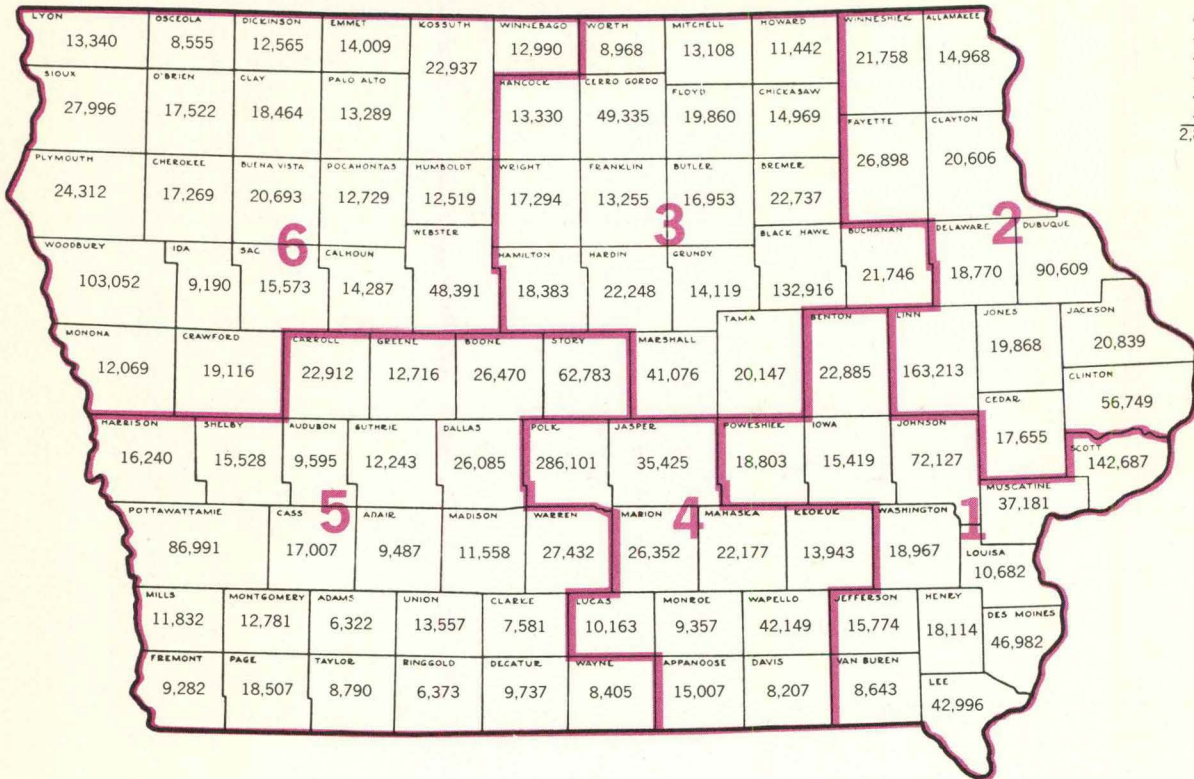 LYON OSCEOLA DICKINSON EMMET KOSSUTH WINNEBAGO WORTH MITCHELL HOWARD WINNESHIEK ALLAMAKEE
13,340 8,555 12,565 14,009 22,937 12,990 8,968 13,108 11,442 21,758 14,968
SIOUX O'BRIEN CLAY PALO ALTO HANCOCK CERRO GORDO FLOYD CHICKASAW FAYETTE CLAYTON
27,996 17,522 18,464 13,289 13,330 49,335 19,860 14,969 26,898 20,606
2,
PLYMOUTH CHEROKEE BUENA VISTA POCAHONTAS HUMBOLDT WRIGHT FRANKLIN BUTLER BREMER
24,312 17,269 20,693 12,729 12,519 17,294 13,255 16,953 22,737
6 3 2
WOODBURY IDA SAC CALHOUN WEBSTER HAMILTON HARDIN GRUNDY BLACK HAWK BUCHANAN DELAWARE DUBUQUE
103,052 9,190 15,573 14,287 48,391 18,383 22,248 14,119 132,916 21,746 18,770 90,609
MONONA CRAWFORD CARROLL GREENE BOONE STORY MARSHALL TAMA BENTON LINN JONES JACKSON
12,069 19,116 22,912 12,716 26,470 62,783 41,076 20,147 22,885 163,213 19,868 20,839
CLINTON
56,749
HARRISON SHELBY AUDUBON GUTHRIE DALLAS POLK JASPER POWESHIEK IOWA JOHNSON CEDAR SCOTT
16,240 15,528 9,595 12,243 26,085 286,101 35,425 18,803 15,419 72,127 17,655 142,687
5 4 1
POTTAWATTAMIE CASS ADAIR MADISON WARREN MARION MAHASKA KEOKUK WASHINGTON MUSCATINE
86,991 17,007 9,487 11,558 27,432 26,352 22,177 13,943 18,967 37,181
LOUISA
10,682
MILLS MONTGOMERY ADAMS UNION CLARKE LUCAS MONROE WAPELLO JEFFERSON HENRY DES MOINES
11,832 12,781 6,322 13,557 7,581 10,163 9,357 42,149 15,774 18,114 46,982
FREMONT PAGE TAYLOR RINGGOLD DECATUR WAYNE APPANOOSE DAVIS VAN BUREN LEE
9,282 18,507 8,790 6,373 9,737 8,405 15,007 8,207 8,643 42,996